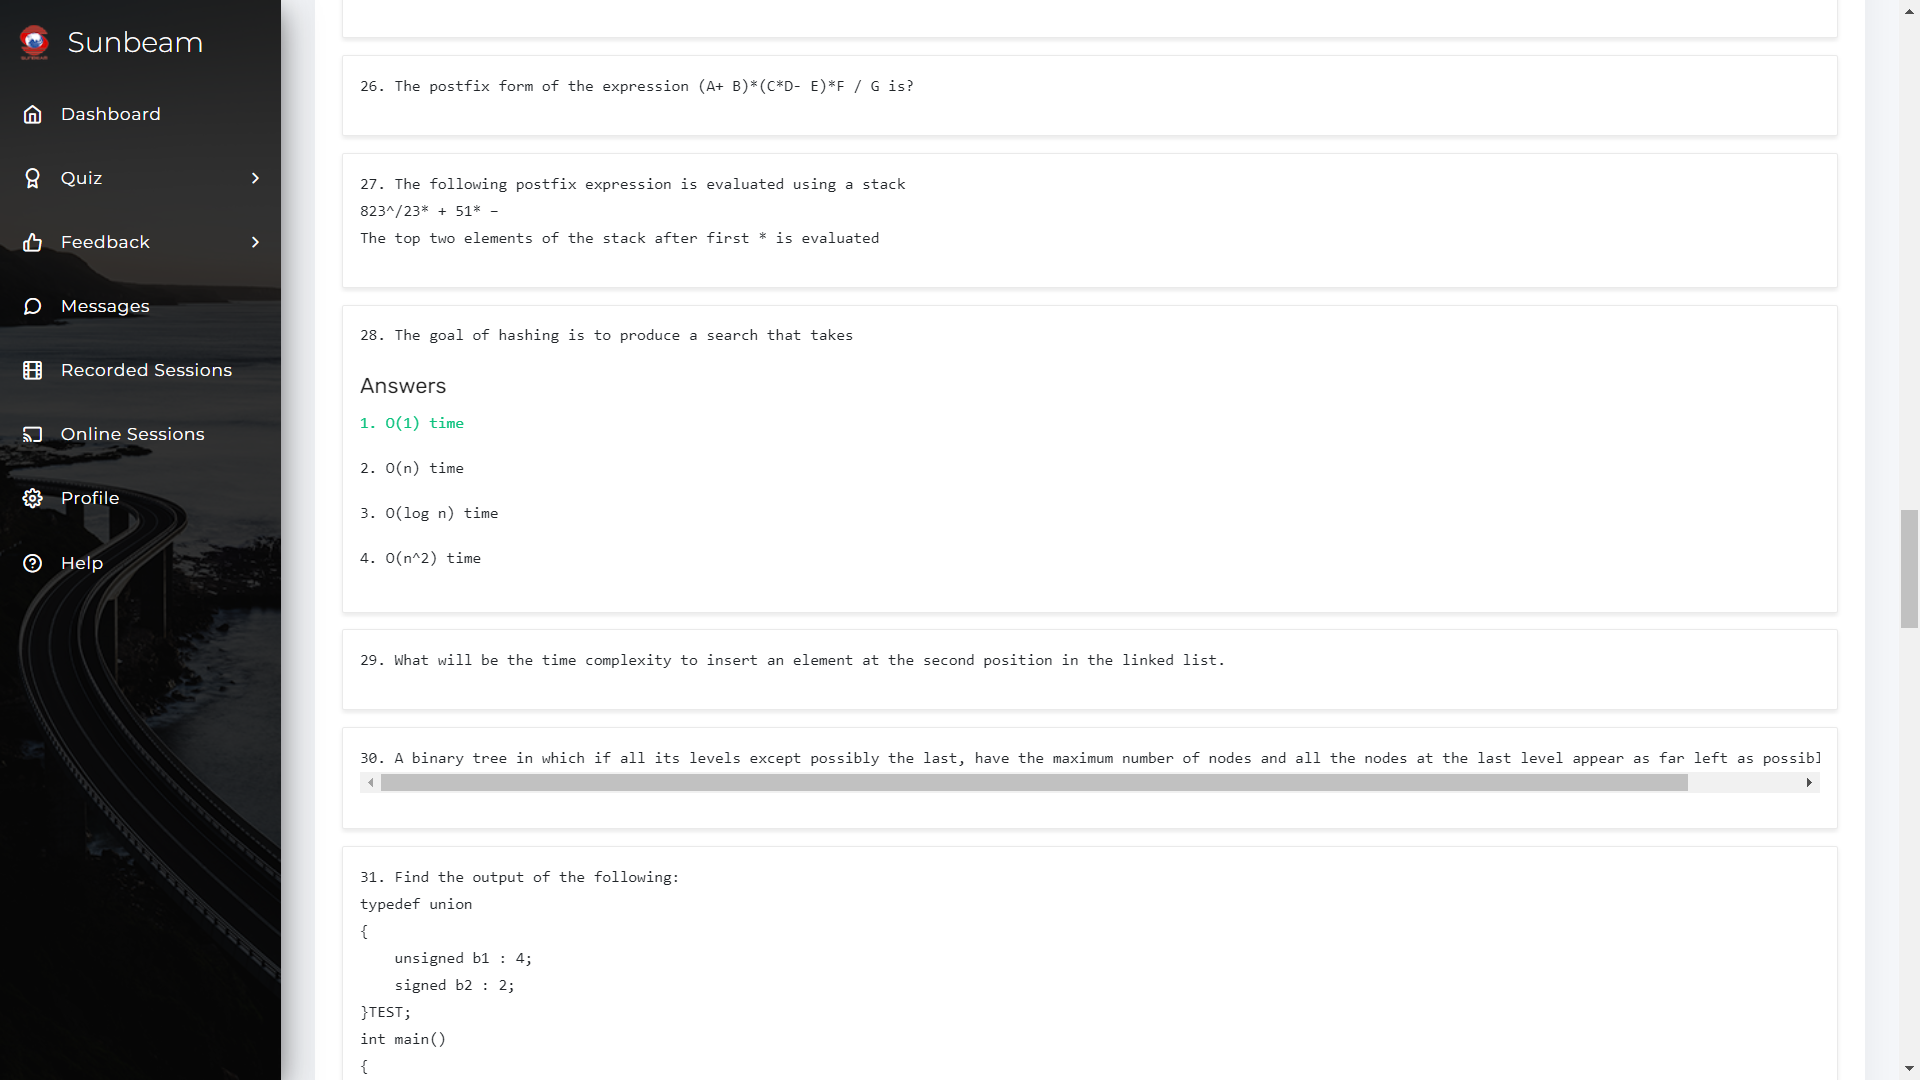 Sunbeam
Dashboard
Quiz
Feedback
Messages
Recorded Sessions
Online Sessions
Profile
Help
26. The postfix form of the expression (A+ B)*(C*D- E)*F / G is?
27. The following postfix expression is evaluated using a stack
823^/23* + 51* –
The top two elements of the stack after first * is evaluated
28. The goal of hashing is to produce a search that takes
Answers
1. O(1) time
2. O(n) time
3. O(log n) time
4. O(n^2) time
29. What will be the time complexity to insert an element at the second position in the linked list.
30. A binary tree in which if all its levels except possibly the last, have the maximum number of nodes and all the nodes at the last level appear as far left as possibl
31. Find the output of the following:
typedef union
{
    unsigned b1 : 4;
    signed b2 : 2;
}TEST;
int main()
{